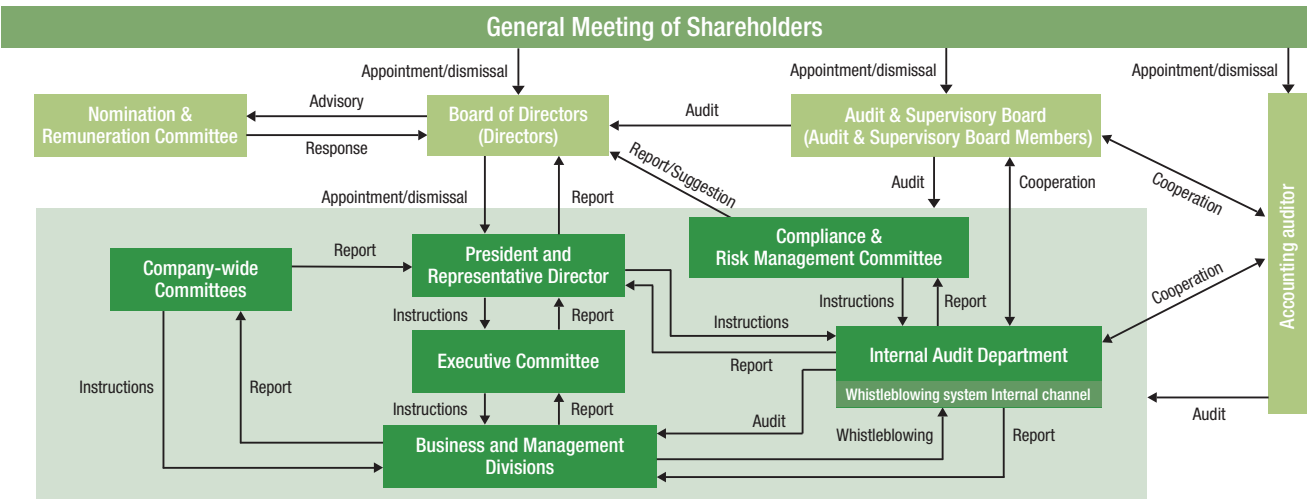 General Meeting of Shareholders
Appointment/dismissal
Appointment/dismissal
Appointment/dismissal
Nomination &
Remuneration Committee
Advisory
Response
Board of Directors
(Directors)
Audit
Audit & Supervisory Board
(Audit & Supervisory Board Members)
Accounting auditor
Appointment/dismissal
Report
Report/Suggestion
Audit
Cooperation
Cooperation
Company-wide
Committees
Report
President and
Representative Director
Compliance &
Risk Management Committee
Instructions
Report
Instructions
Instructions
Report
Cooperation
Executive Committee
Report
Internal Audit Department
Whistleblowing system Internal channel
Instructions
Report
Instructions
Report
Audit
Whistleblowing
Report
Audit
Business and Management
Divisions